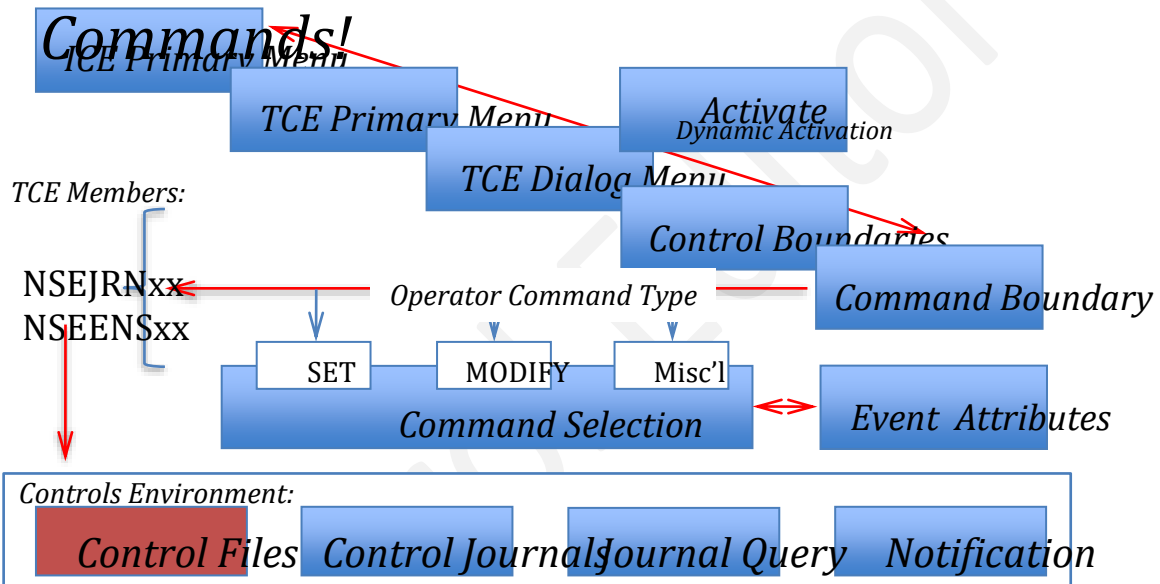 Commands!
ICE Primary Menu
TCE Primary Menu
Activate
Dynamic Activation
TCE Dialog Menu
TCE Members:
Control Boundaries
NSEJRNxx
Operator Command Type
Command Boundary
NSEENSxx
SET
MODIFY
Misc’l
Command Selection
Event Attributes
Controls Environment:
Control Files
Control Journals
Journal Query
Notification